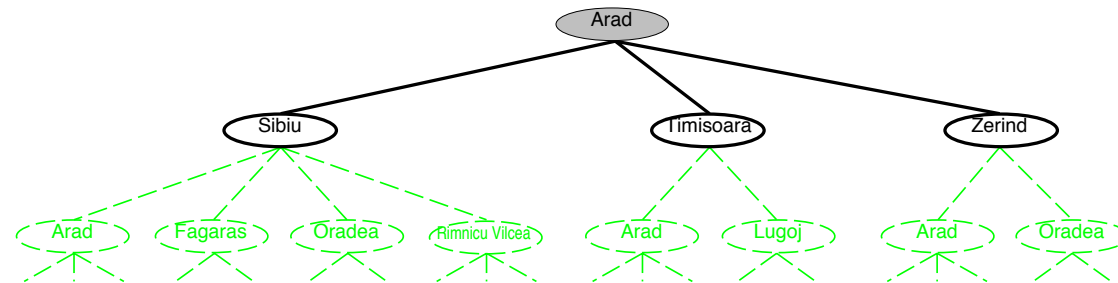 Arad
Sibiu
Timisoara
Zerind
Arad
Fagaras
Oradea
Rimnicu Vilcea
Arad
Lugoj
Arad
Oradea